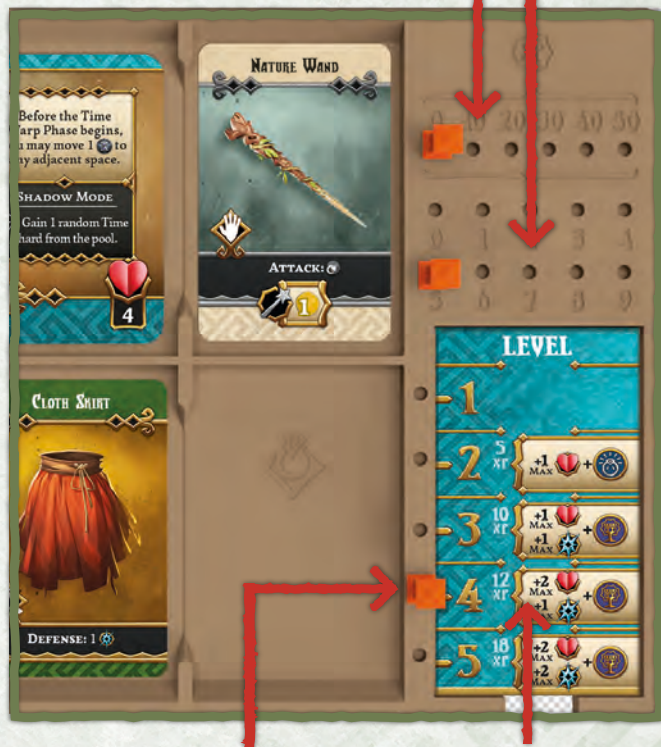 Before the Time
arp Phase begins,
u may move 1 to
ny adjacent space.
SHADOW MODE
Gain 1 random Time
hard from the pool.
4
NATURE WAND
ATTACK:
1
CLOTH SKIRT
DEFENSE: 1
0 10 20 30 40 50
0 1 3 4
5 6 7 8 9
LEVEL
1
2 5 XP +1 MAX +
3 10 XP +1 MAX +1 MAX +
4 12 XP +2 MAX +1 MAX +
5 18 XP +2 MAX +2 MAX +